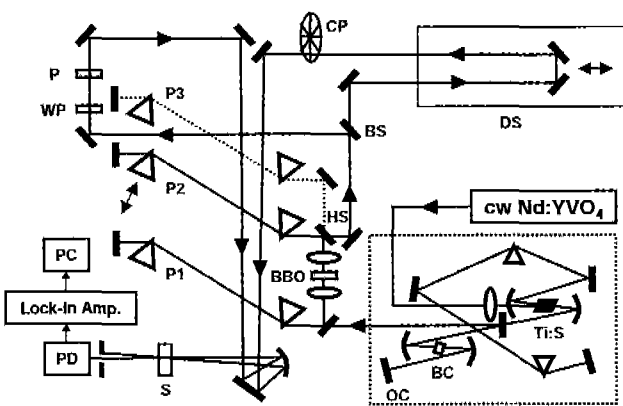 CP
P
P3
WP
BS
DS
P2
HS
cw Nd:YVO4
PC
P1
BBO
Lock-In Amp.
Ti:S
PD
S
OC
BC